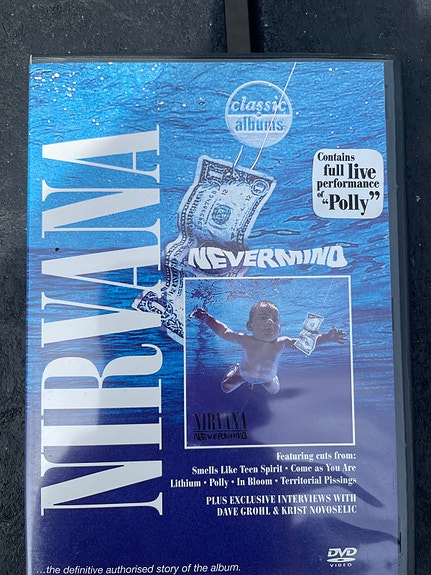 classic
albums
Contains
full live
performance
of
"Polly"
NIRVANA
NEVERMIND
NIRVANA
NEVERMIND
Featuring cuts from:
Smells Like Teen Spirit • Come as You Are
Lithium • Polly • In Bloom • Territorial Pissings
PLUS EXCLUSIVE INTERVIEWS WITH
DAVE GROHL & KRIST NOVOSELIC
...the definitive authorised story of the album.
DVD
VIDEO